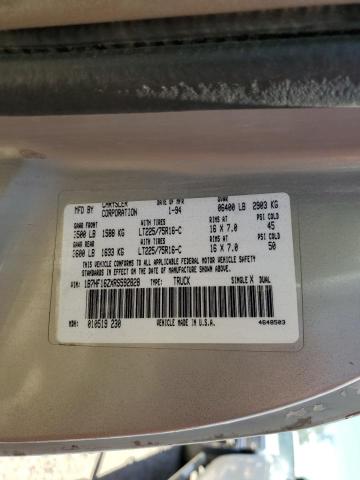 MFD BY CHRYSLER CORPORATION DATE OF MFR 1-94 GVWR 06400 LB 2903 KG
GAWR FRONT WITH TIRES RIMS AT PSI COLD
3500 LB 1588 KG LT225/75R16-C 16 X 7.0 45
GAWR REAR WITH TIRES RIMS AT PSI COLD
3600 LB 1633 KG LT225/75R16-C 16 X 7.0 50
THIS VEHICLE CONFORMS TO ALL APPLICABLE FEDERAL MOTOR VEHICLE SAFETY
STANDARDS IN EFFECT ON THE DATE OF MANUFACTURE SHOWN ABOVE
VIN: 1B7HF16ZXRS592828 TYPE: TRUCK SINGLE X DUAL
MDH: 010519 230 VEHICLE MADE IN U.S.A. 4648503